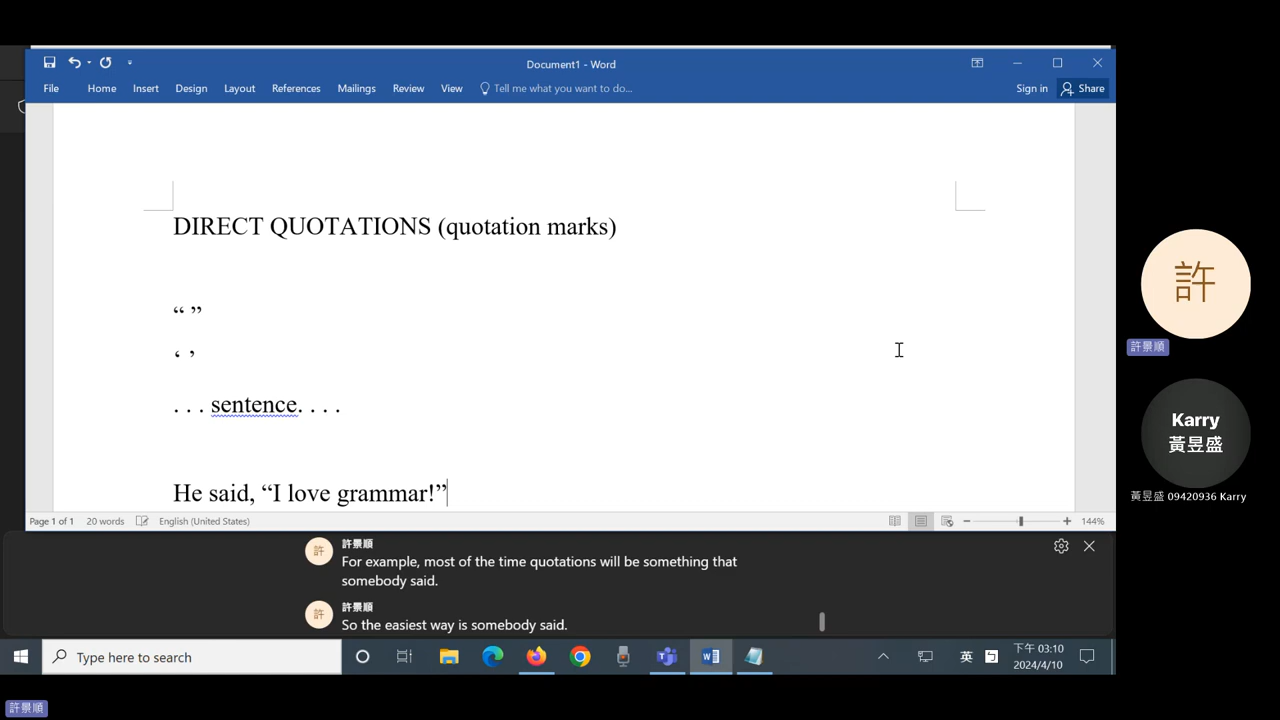 Document1 - Word
File Home Insert Design Layout References Mailings Review View Tell me what you want to do... Sign in Share
DIRECT QUOTATIONS (quotation marks)
“ ”
‘ ’
. . . sentence. . . .
He said, “I love grammar!”
Page 1 of 1 20 words English (United States) 144%
許
許景順
Karry
黃昱盛
黃昱盛 09420936 Karry
許
許景順
For example, most of the time quotations will be something that
somebody said.
許
許景順
So the easiest way is somebody said.
Type here to search
英
下午 03:10
2024/4/10
許景順